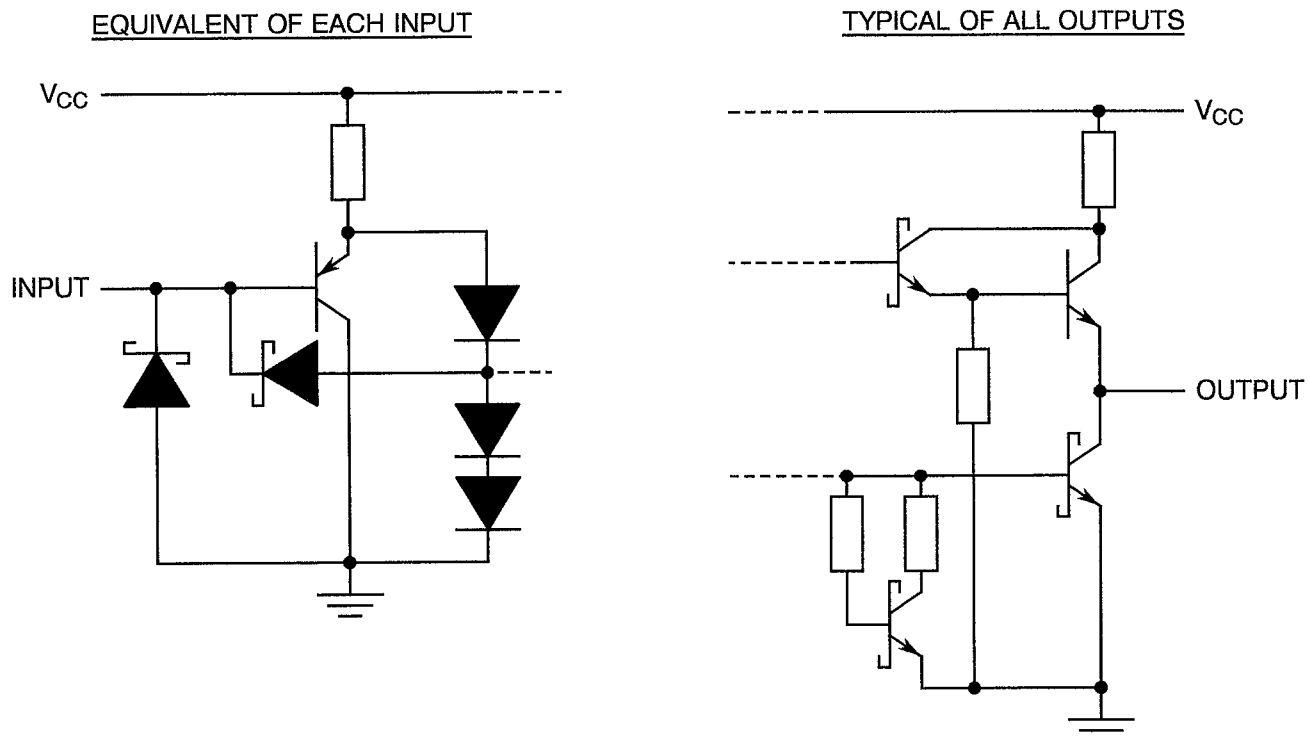 EQUIVALENT OF EACH INPUT
TYPICAL OF ALL OUTPUTS
VCC
VCC
INPUT
OUTPUT